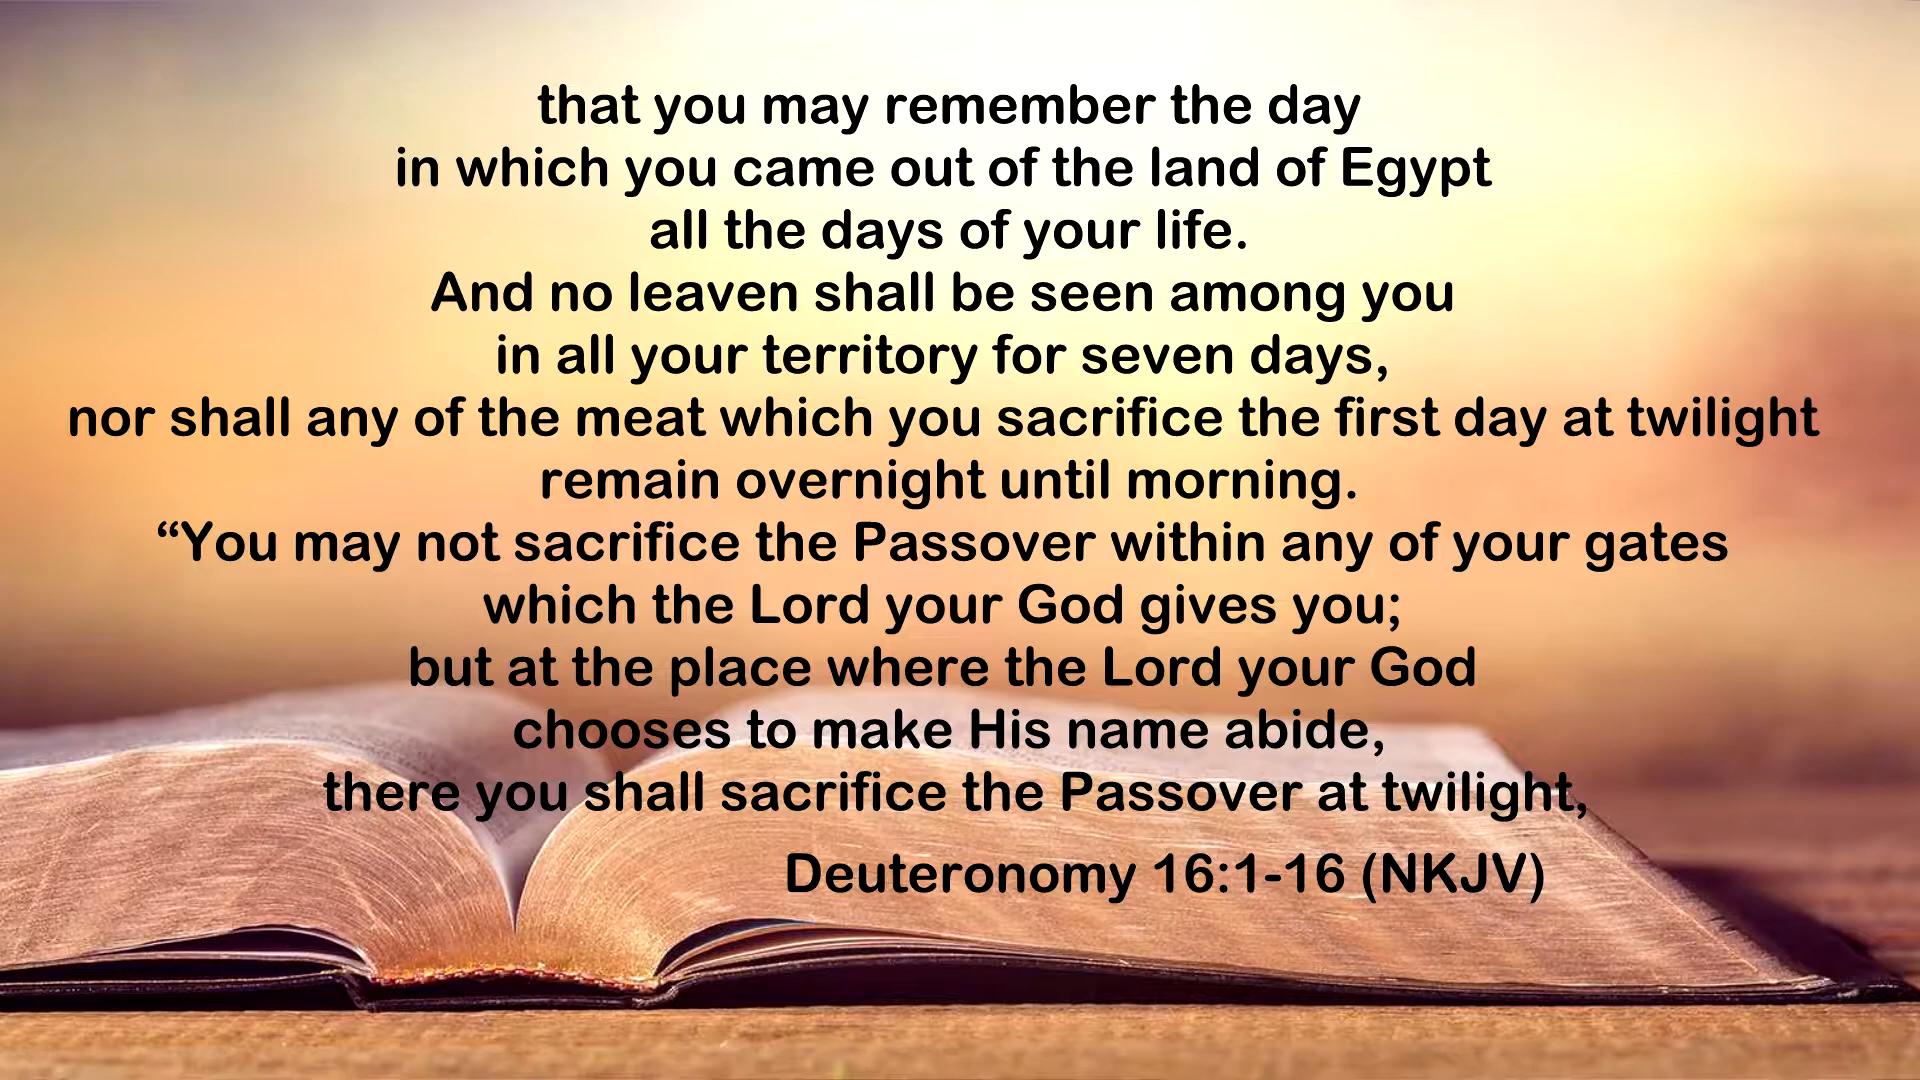 that you may remember the day
in which you came out of the land of Egypt
all the days of your life.
And no leaven shall be seen among you
in all your territory for seven days,
nor shall any of the meat which you sacrifice the first day at twilight
remain overnight until morning.
“You may not sacrifice the Passover within any of your gates
which the Lord your God gives you;
but at the place where the Lord your God
chooses to make His name abide,
there you shall sacrifice the Passover at twilight,
Deuteronomy 16:1-16 (NKJV)